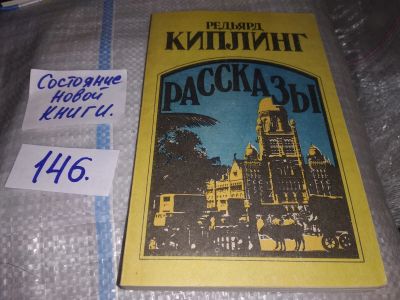 Состояние
новой
книги.
146.
РЕДЬЯРД
КИПЛИНГ
РАССКАЗЫ